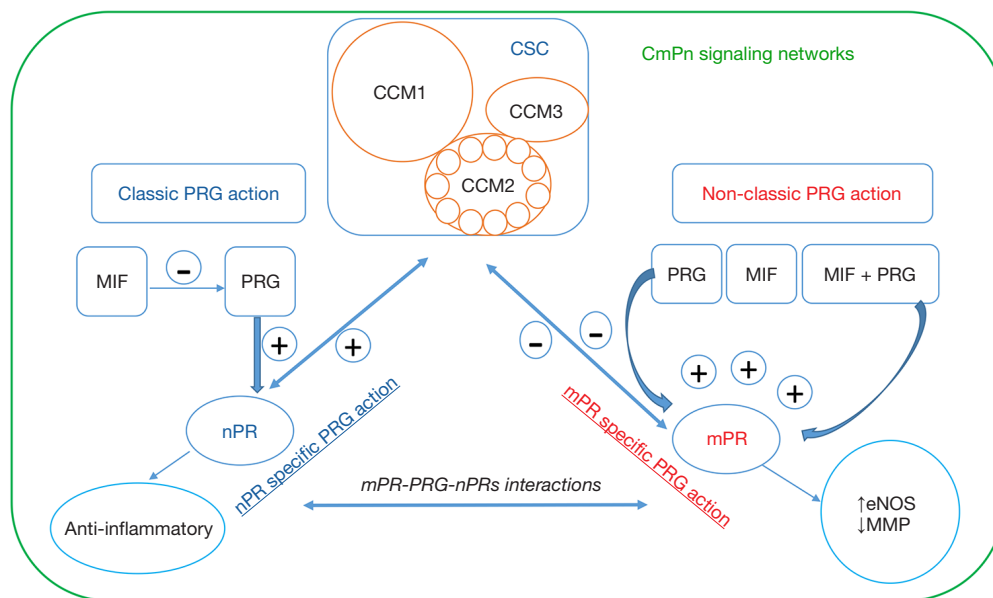 CSC
CmPn signaling networks
CCM1
CCM3
CCM2
Classic PRG action
Non-classic PRG action
MIF
-
PRG
PRG
MIF
MIF + PRG
+
+
-
-
+
+
+
nPR
mPR
nPR specific PRG action
mPR specific PRG action
mPR-PRG-nPRs interactions
Anti-inflammatory
↑eNOS
↓MMP